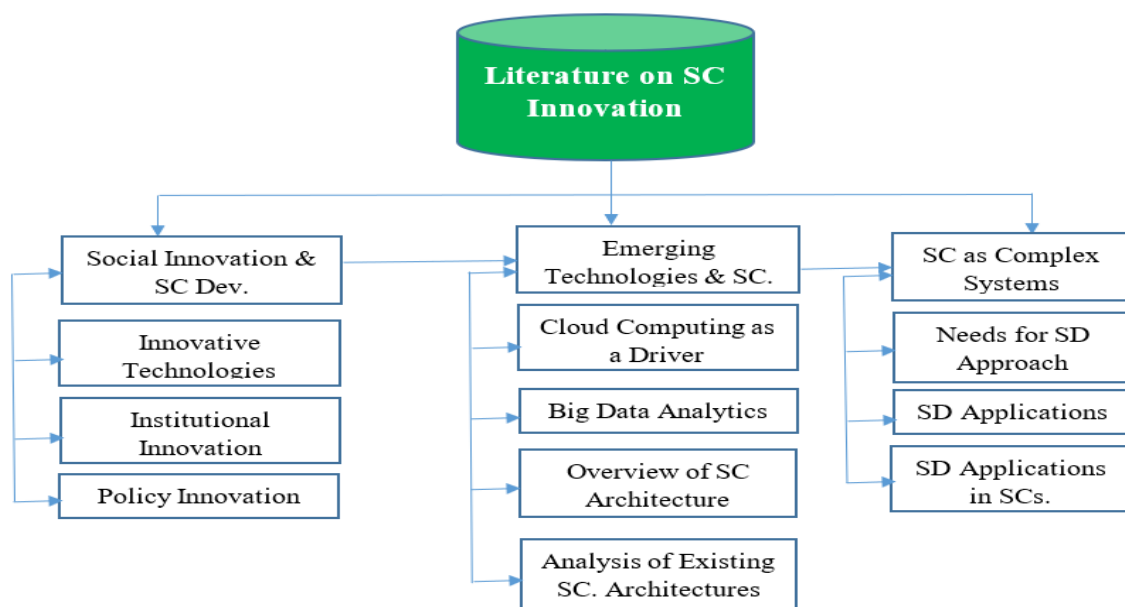 Literature on SC
Innovation
Social Innovation &
SC Dev.
Innovative
Technologies
Institutional
Innovation
Policy Innovation
Emerging
Technologies & SC.
Cloud Computing as
a Driver
Big Data Analytics
Overview of SC
Architecture
Analysis of Existing
SC. Architectures
SC as Complex
Systems
Needs for SD
Approach
SD Applications
SD Applications
in SCs.